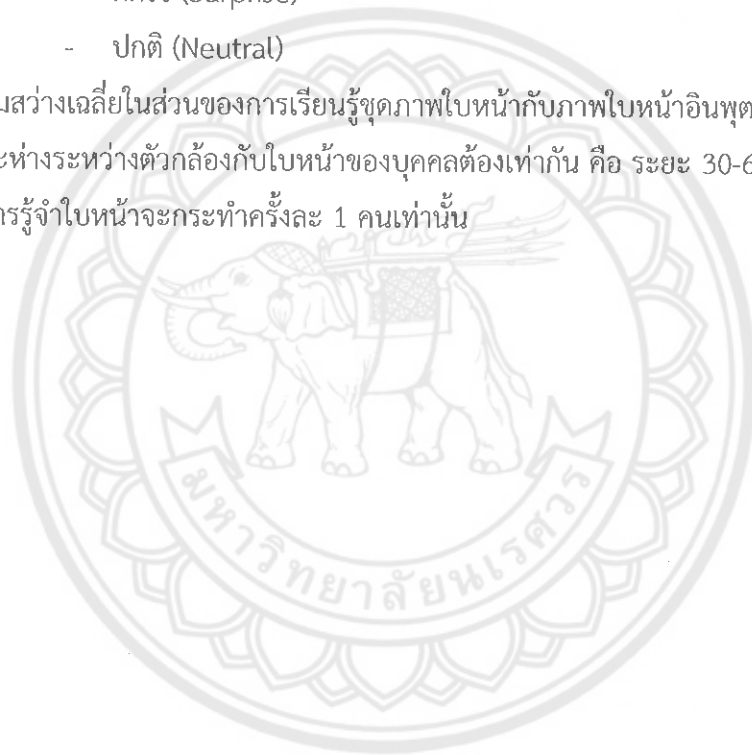 - ปกติ (Neutral)
มสว่างเฉลี่ยในส่วนของการเรียนรู้ชุดภาพใบหน้ากับภาพใบหน้าอินพุต
ะห่างระหว่างตัวกล้องกับใบหน้าของบุคคลต้องเท่ากัน คือ ระยะ 30-6
ารรู้จำใบหน้าจะกระทำครั้งละ 1 คนเท่านั้น
มหาวิทยาลัยนเรศวร